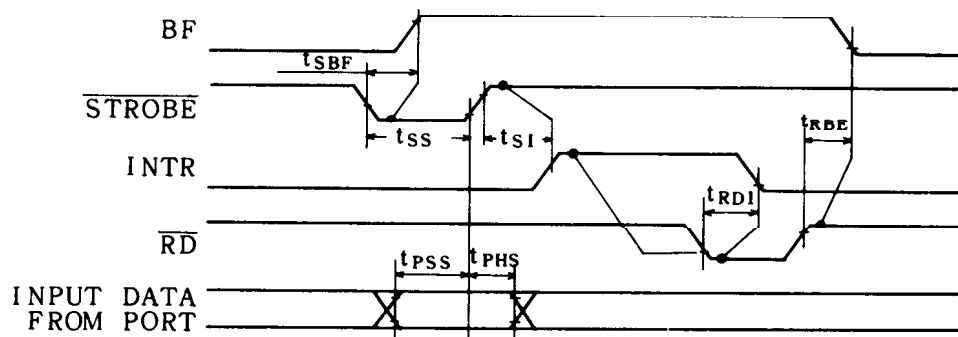 BF
tSBF
STROBE
tSS
tSI
tRBE
INTR
tRDI
RD
tPSS
tPHS
INPUT DATA
FROM PORT